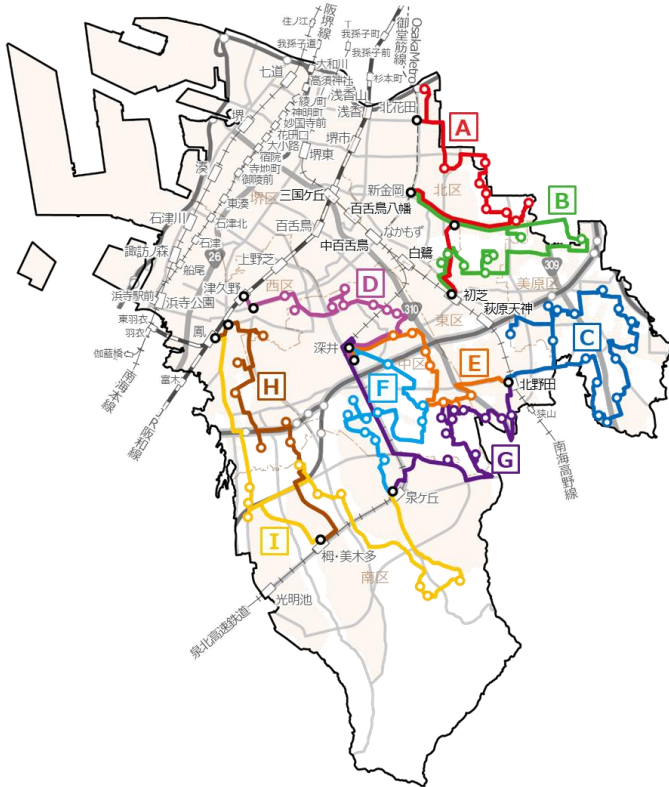 住ノ江
阪堺線
我孫子道
我孫子町
我孫子前
御堂筋線
OsakaMetro
大和川
高須神社
杉本町
七道
浅香山
綾ノ町
神明町
妙国寺前
浅香
北花田
花田口
大小路
堺市
堺
宿院
寺地町
御陵前
堺東
A
湊
三国ヶ丘
新金岡
北区
東湊
堺区
百舌鳥八幡
石津川
石津北
百舌鳥
なかもず
B
諏訪ノ森
石津
26
中百舌鳥
白鷺
船尾
上野芝
309
浜寺駅前
西区
美原区
浜寺公園
津久野
D
初芝
萩原天神
東羽衣
羽衣
鳳
310
東区
C
伽藍橋
深井
中区
E
北野田
富木
H
F
狭山
南海本線
JR阪和線
G
南海高野線
泉ケ丘
I
栂・美木多
南区
光明池
泉北高速鉄道